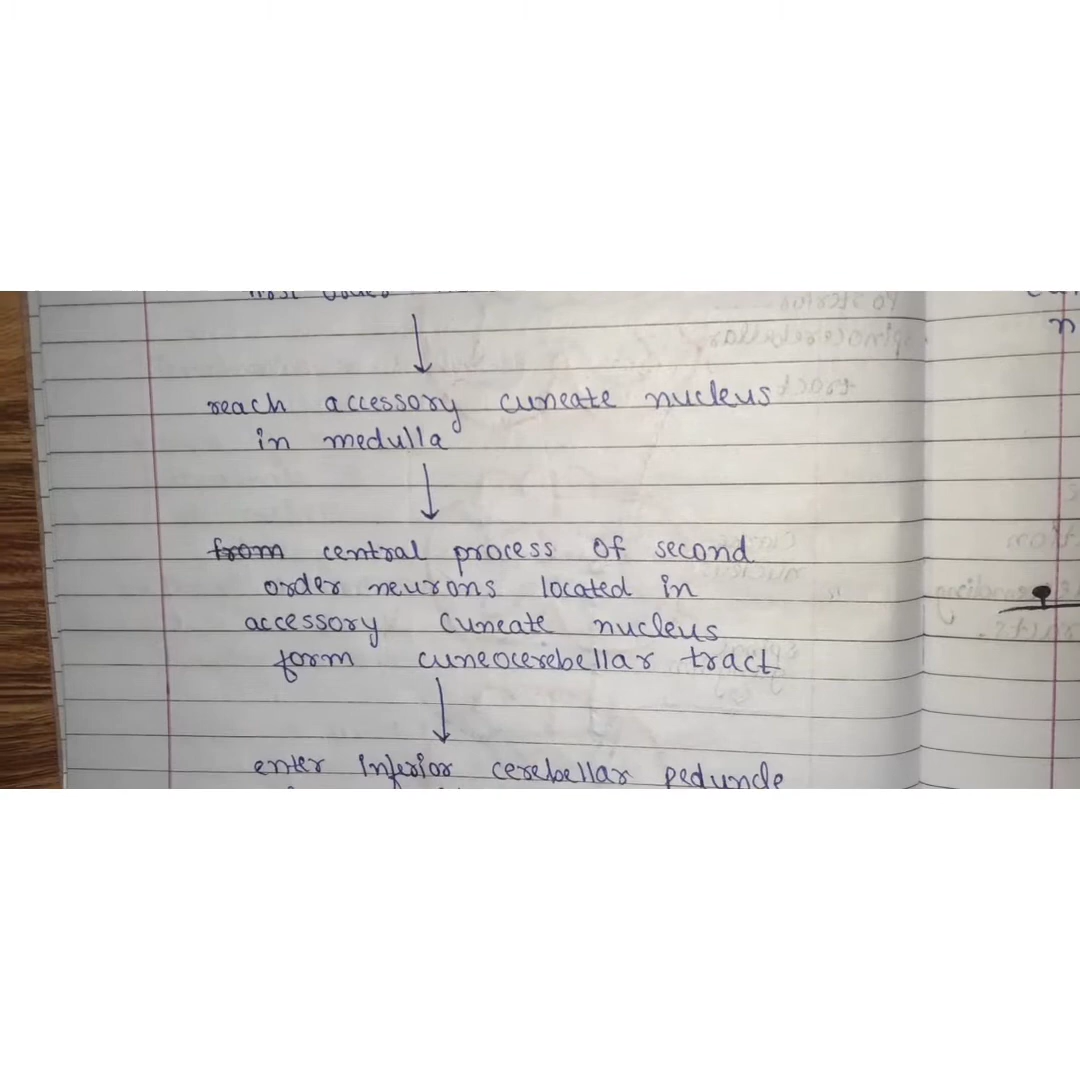 reach accessory cuneate nucleus
in medulla
from central process of second
order neurons located in
accessory cuneate nucleus
form cuneocerebellar tract
enter inferior cerebellar peduncle
n